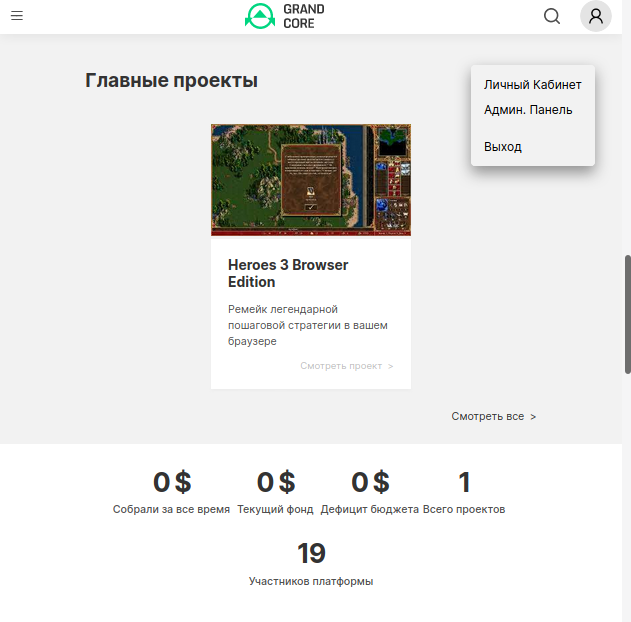 GRAND
CORE
Главные проекты
Личный Кабинет
Админ. Панель
Выход
Heroes 3 Browser
Edition
Ремейк легендарной
пошаговой стратегии в вашем
браузере
Смотреть проект >
Смотреть все >
0 $ 0 $ 0 $ 1
Собрали за все время Текущий фонд Дефицит бюджета Всего проектов
19
Участников платформы